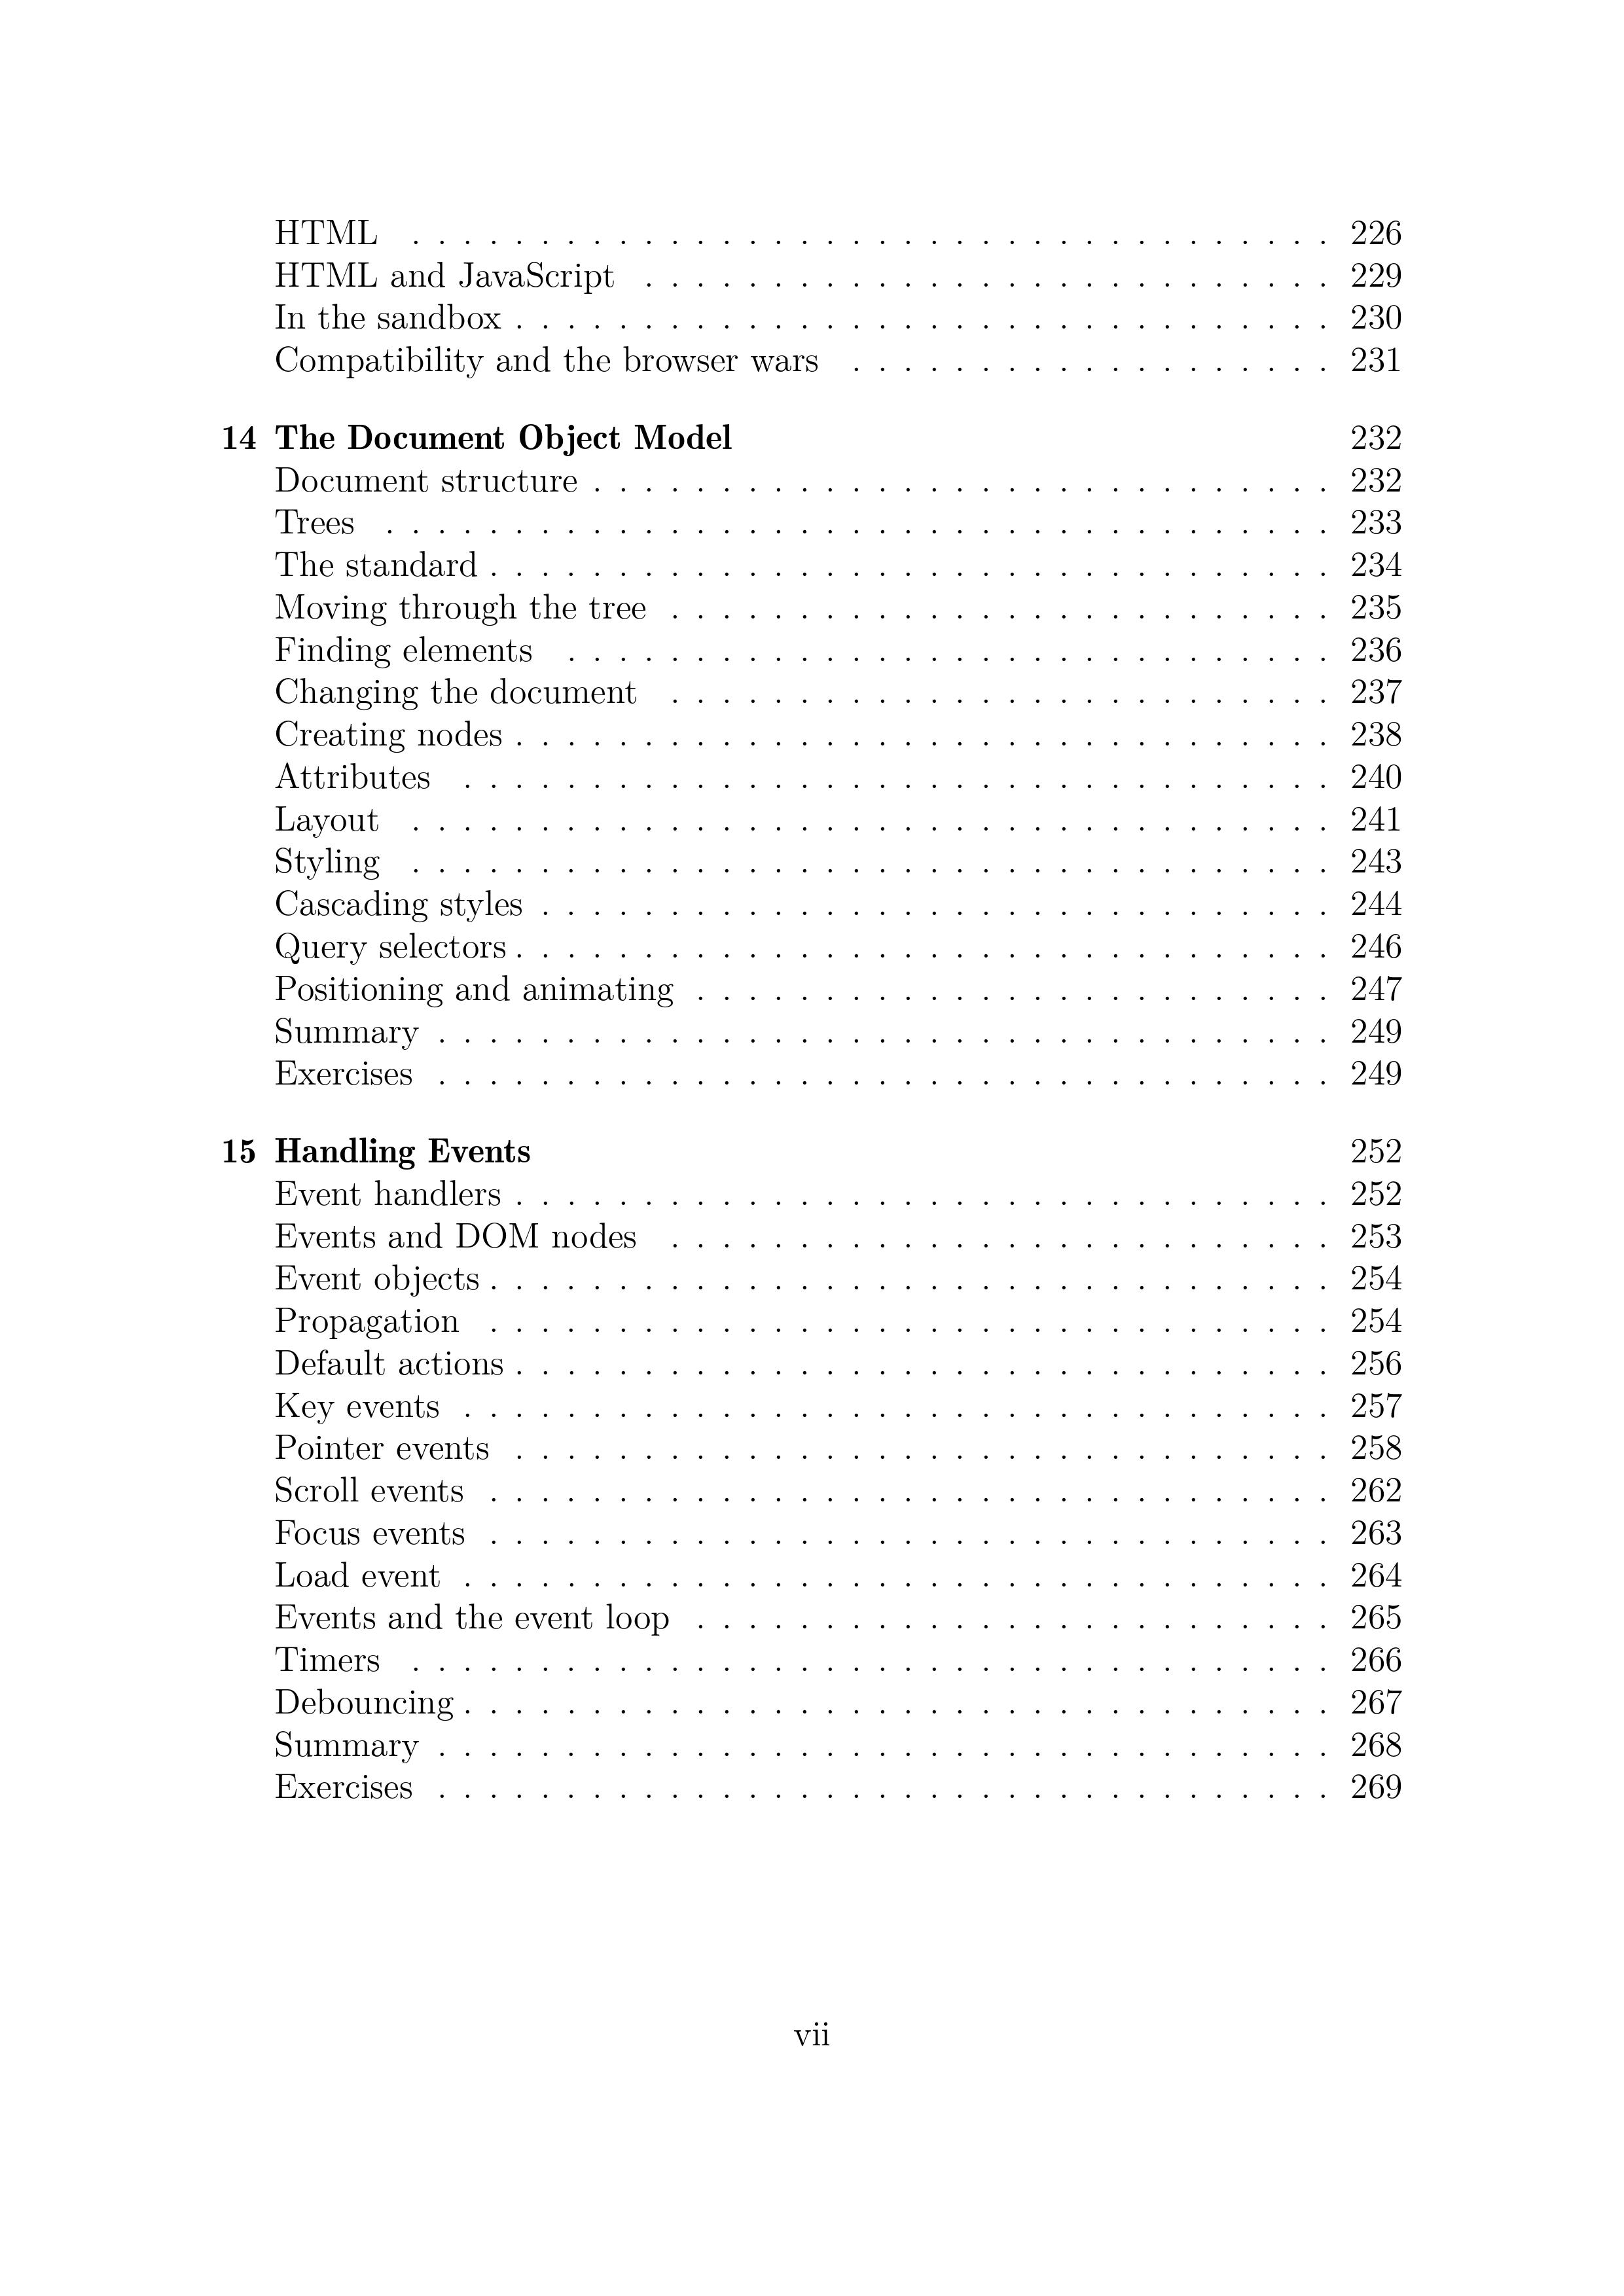 HTML . . . . . . . . . . . . . . . . . . . . . . . . . . . . . . . . . . . . 226
HTML and JavaScript . . . . . . . . . . . . . . . . . . . . . . . . . . . 229
In the sandbox . . . . . . . . . . . . . . . . . . . . . . . . . . . . . . . . 230
Compatibility and the browser wars . . . . . . . . . . . . . . . . . . . 231
14 The Document Object Model 232
Document structure . . . . . . . . . . . . . . . . . . . . . . . . . . . . . 232
Trees . . . . . . . . . . . . . . . . . . . . . . . . . . . . . . . . . . . . . 233
The standard . . . . . . . . . . . . . . . . . . . . . . . . . . . . . . . . . 234
Moving through the tree . . . . . . . . . . . . . . . . . . . . . . . . . . 235
Finding elements . . . . . . . . . . . . . . . . . . . . . . . . . . . . . . 236
Changing the document . . . . . . . . . . . . . . . . . . . . . . . . . . 237
Creating nodes . . . . . . . . . . . . . . . . . . . . . . . . . . . . . . . . 238
Attributes . . . . . . . . . . . . . . . . . . . . . . . . . . . . . . . . . . 240
Layout . . . . . . . . . . . . . . . . . . . . . . . . . . . . . . . . . . . . 241
Styling . . . . . . . . . . . . . . . . . . . . . . . . . . . . . . . . . . . . 243
Cascading styles . . . . . . . . . . . . . . . . . . . . . . . . . . . . . . . 244
Query selectors . . . . . . . . . . . . . . . . . . . . . . . . . . . . . . . . 246
Positioning and animating . . . . . . . . . . . . . . . . . . . . . . . . . 247
Summary . . . . . . . . . . . . . . . . . . . . . . . . . . . . . . . . . . . 249
Exercises . . . . . . . . . . . . . . . . . . . . . . . . . . . . . . . . . . . 249
15 Handling Events 252
Event handlers . . . . . . . . . . . . . . . . . . . . . . . . . . . . . . . . 252
Events and DOM nodes . . . . . . . . . . . . . . . . . . . . . . . . . . 253
Event objects . . . . . . . . . . . . . . . . . . . . . . . . . . . . . . . . . 254
Propagation . . . . . . . . . . . . . . . . . . . . . . . . . . . . . . . . . 254
Default actions . . . . . . . . . . . . . . . . . . . . . . . . . . . . . . . . 256
Key events . . . . . . . . . . . . . . . . . . . . . . . . . . . . . . . . . . 257
Pointer events . . . . . . . . . . . . . . . . . . . . . . . . . . . . . . . . 258
Scroll events . . . . . . . . . . . . . . . . . . . . . . . . . . . . . . . . . 262
Focus events . . . . . . . . . . . . . . . . . . . . . . . . . . . . . . . . . 263
Load event . . . . . . . . . . . . . . . . . . . . . . . . . . . . . . . . . . 264
Events and the event loop . . . . . . . . . . . . . . . . . . . . . . . . . 265
Timers . . . . . . . . . . . . . . . . . . . . . . . . . . . . . . . . . . . . 266
Debouncing . . . . . . . . . . . . . . . . . . . . . . . . . . . . . . . . . . 267
Summary . . . . . . . . . . . . . . . . . . . . . . . . . . . . . . . . . . . 268
Exercises . . . . . . . . . . . . . . . . . . . . . . . . . . . . . . . . . . . 269
vii